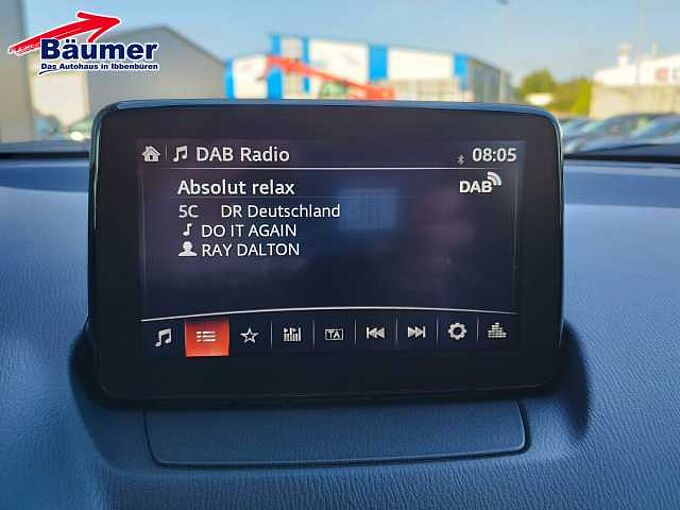 Bäumer
Das Autohaus in Ibbenbüren
DAB Radio 08:05
Absolut relax DAB
5C DR Deutschland
DO IT AGAIN
RAY DALTON
TA